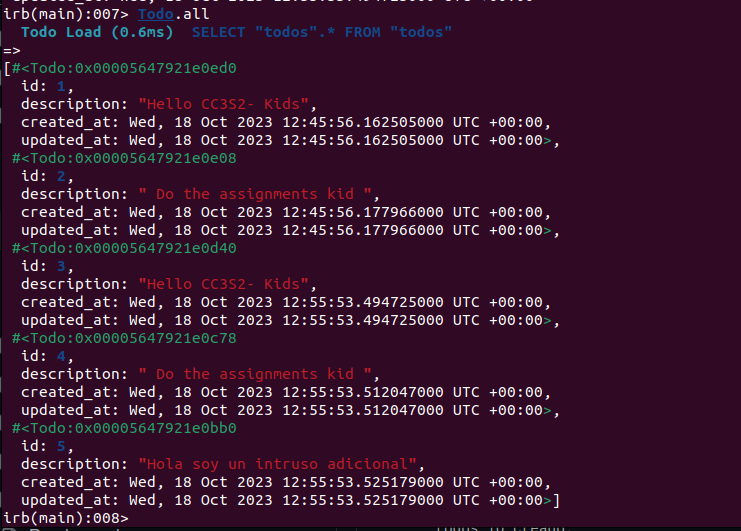 irb(main):007> Todo.all
  Todo Load (0.6ms)  SELECT "todos".* FROM "todos"
=>
[#<Todo:0x00005647921e0ed0
  id: 1,
  description: "Hello CC3S2- Kids",
  created_at: Wed, 18 Oct 2023 12:45:56.162505000 UTC +00:00,
  updated_at: Wed, 18 Oct 2023 12:45:56.162505000 UTC +00:00>,
 #<Todo:0x00005647921e0e08
  id: 2,
  description: " Do the assignments kid ",
  created_at: Wed, 18 Oct 2023 12:45:56.177966000 UTC +00:00,
  updated_at: Wed, 18 Oct 2023 12:45:56.177966000 UTC +00:00>,
 #<Todo:0x00005647921e0d40
  id: 3,
  description: "Hello CC3S2- Kids",
  created_at: Wed, 18 Oct 2023 12:55:53.494725000 UTC +00:00,
  updated_at: Wed, 18 Oct 2023 12:55:53.494725000 UTC +00:00>,
 #<Todo:0x00005647921e0c78
  id: 4,
  description: " Do the assignments kid ",
  created_at: Wed, 18 Oct 2023 12:55:53.512047000 UTC +00:00,
  updated_at: Wed, 18 Oct 2023 12:55:53.512047000 UTC +00:00>,
 #<Todo:0x00005647921e0bb0
  id: 5,
  description: "Hola soy un intruso adicional",
  created_at: Wed, 18 Oct 2023 12:55:53.525179000 UTC +00:00,
  updated_at: Wed, 18 Oct 2023 12:55:53.525179000 UTC +00:00>]
irb(main):008>